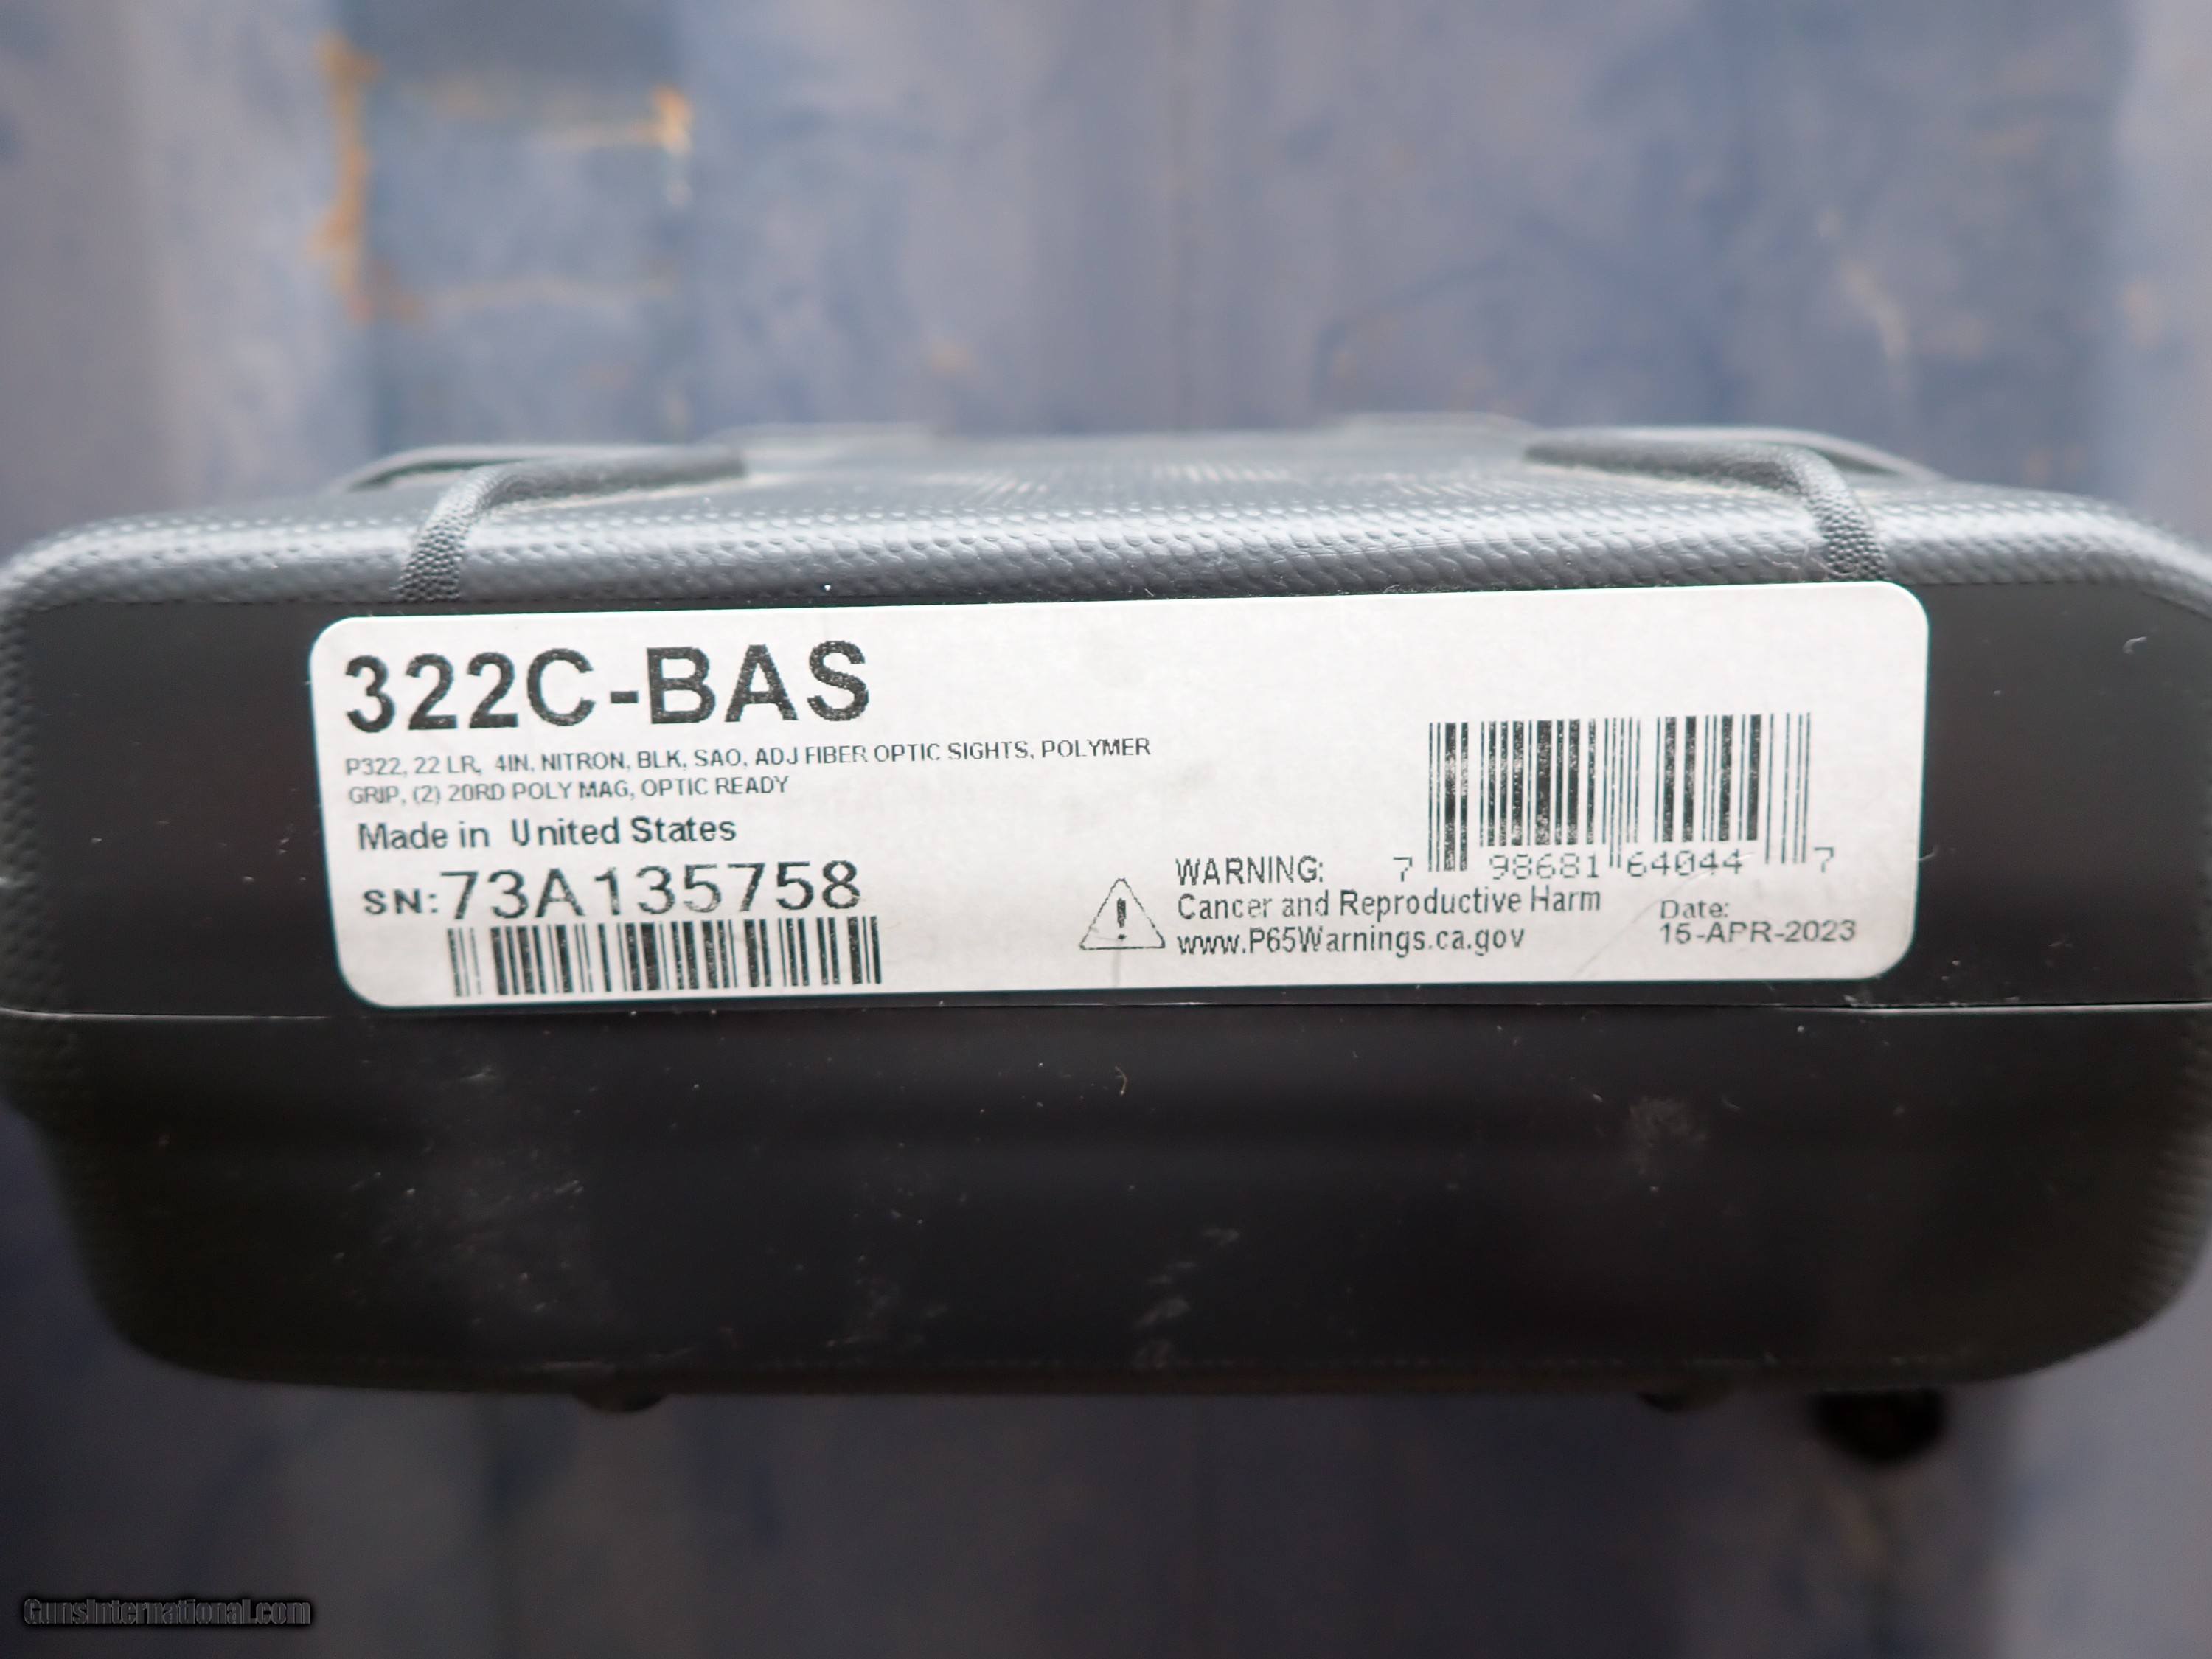 322C-BAS
P322, 22 LR, 4IN, NITRON, BLK, SAO, ADJ FIBER OPTIC SIGHTS, POLYMER
GRIP, (2) 20RD POLY MAG, OPTIC READY
Made in United States
SN:73A135758
7 98681 64044 7
WARNING:
Cancer and Reproductive Harm
www.P65Warnings.ca.gov
Date:
15-APR-2023
GunsInternational.com